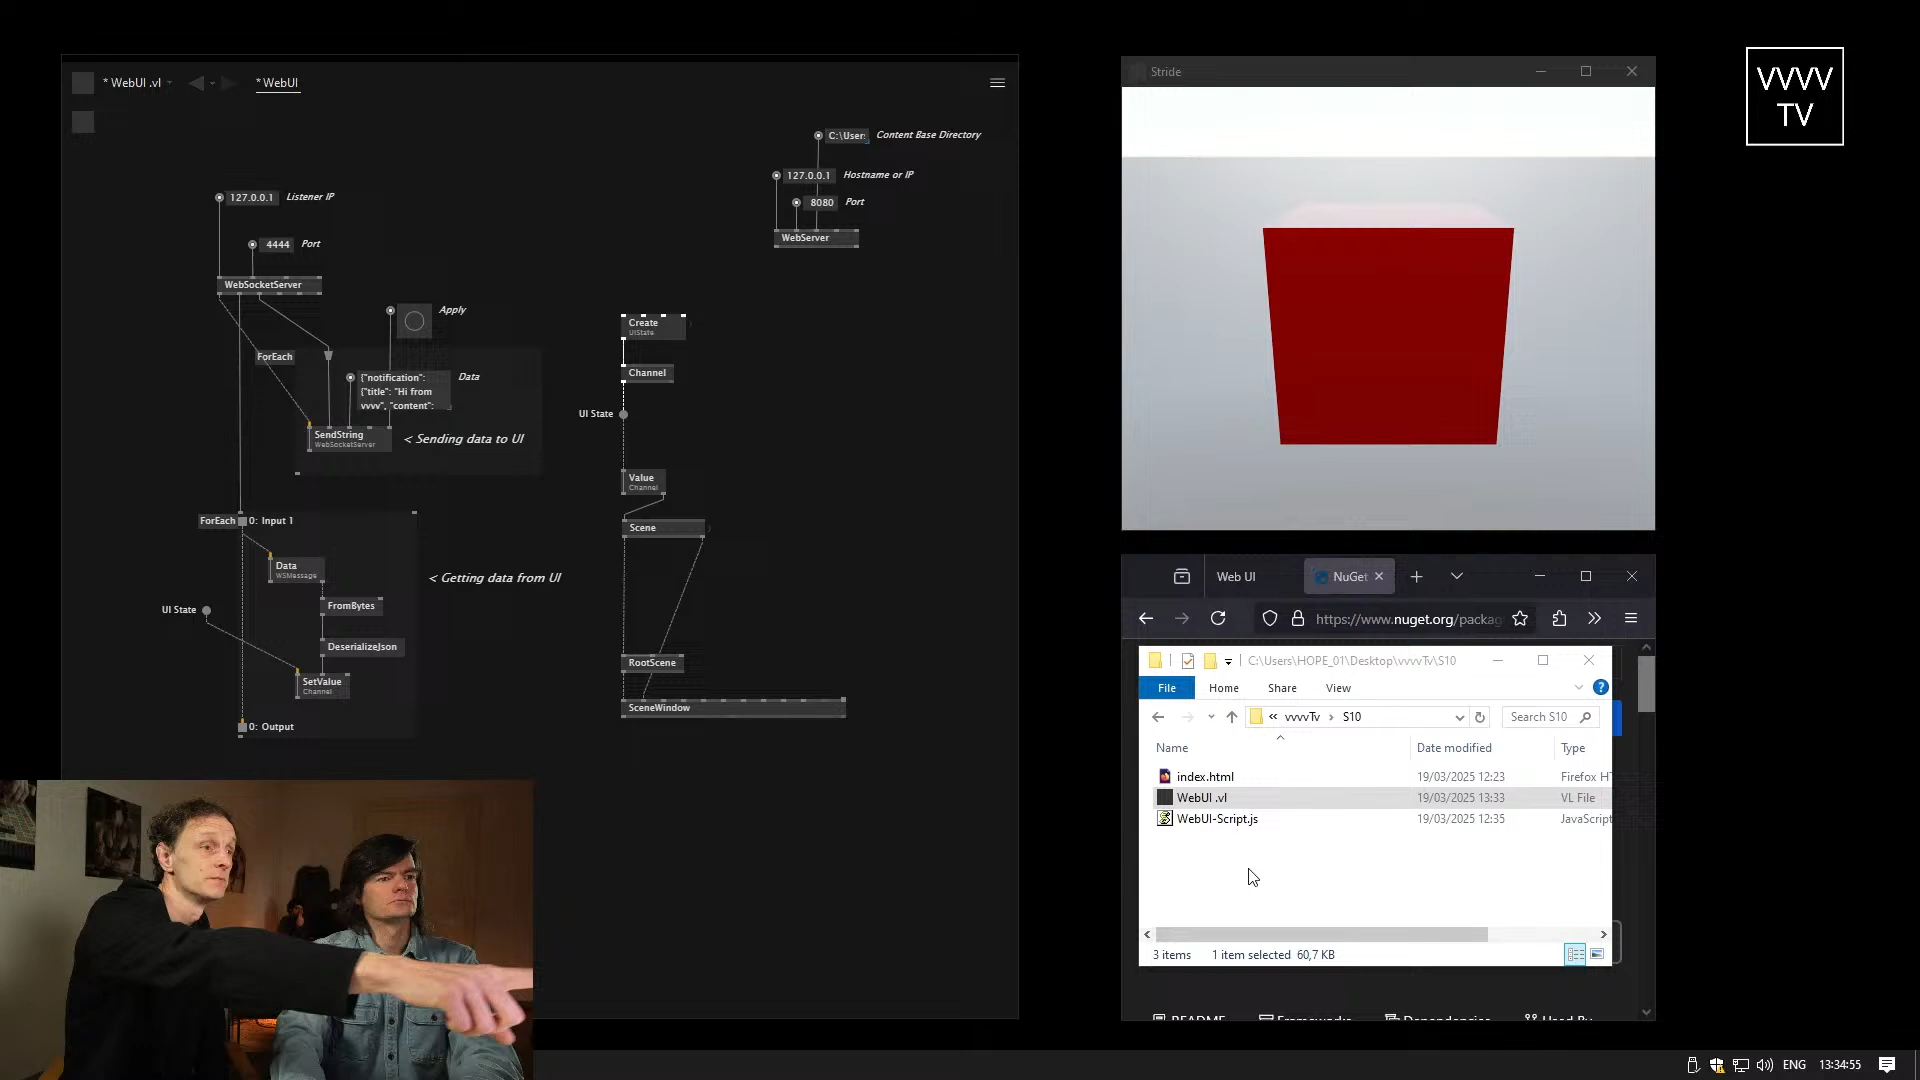 * WebUI .vl
* WebUI
C:\User:
Content Base Directory
127.0.0.1
Hostname or IP
8080
Port
WebServer
127.0.0.1
Listener IP
4444
Port
WebSocketServer
Apply
ForEach
{"notification":
{"title": "Hi from
vvvv", "content":
Data
SendString
WebSocketServer
< Sending data to UI
Create
UIState
Channel
UI State
Value
Channel
Scene
RootScene
SceneWindow
ForEach
0: Input 1
Data
WSMessage
< Getting data from UI
FromBytes
UI State
DeserializeJson
SetValue
Channel
0: Output
Stride
VVVV
TV
Web UI
NuGet
https://www.nuget.org/packag
C:\Users\HOPE_01\Desktop\vvvvTv\S10
File
Home
Share
View
« vvvvTv › S10
Search S10
Name
Date modified
Type
index.html
19/03/2025 12:23
Firefox HT
WebUI .vl
19/03/2025 13:33
VL File
WebUI-Script.js
19/03/2025 12:35
JavaScript
3 items
1 item selected 60,7 KB
README
Frameworks
Dependencies
Used By
ENG
13:34:55